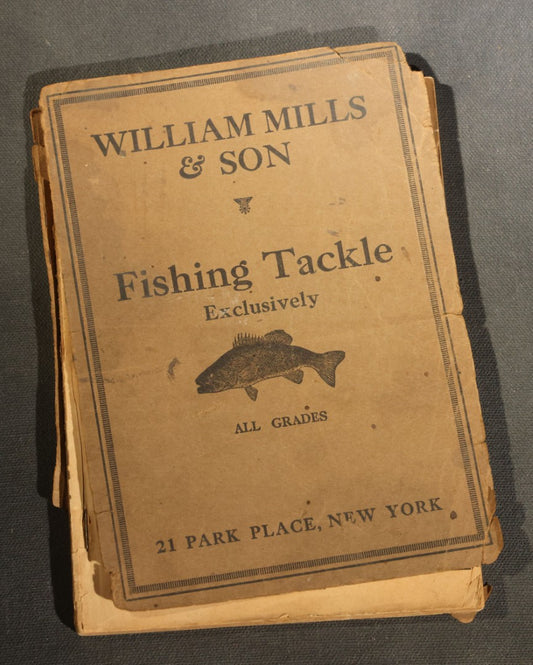 WILLIAM MILLS
& SON
Fishing Tackle
Exclusively
ALL GRADES
21 PARK PLACE, NEW YORK